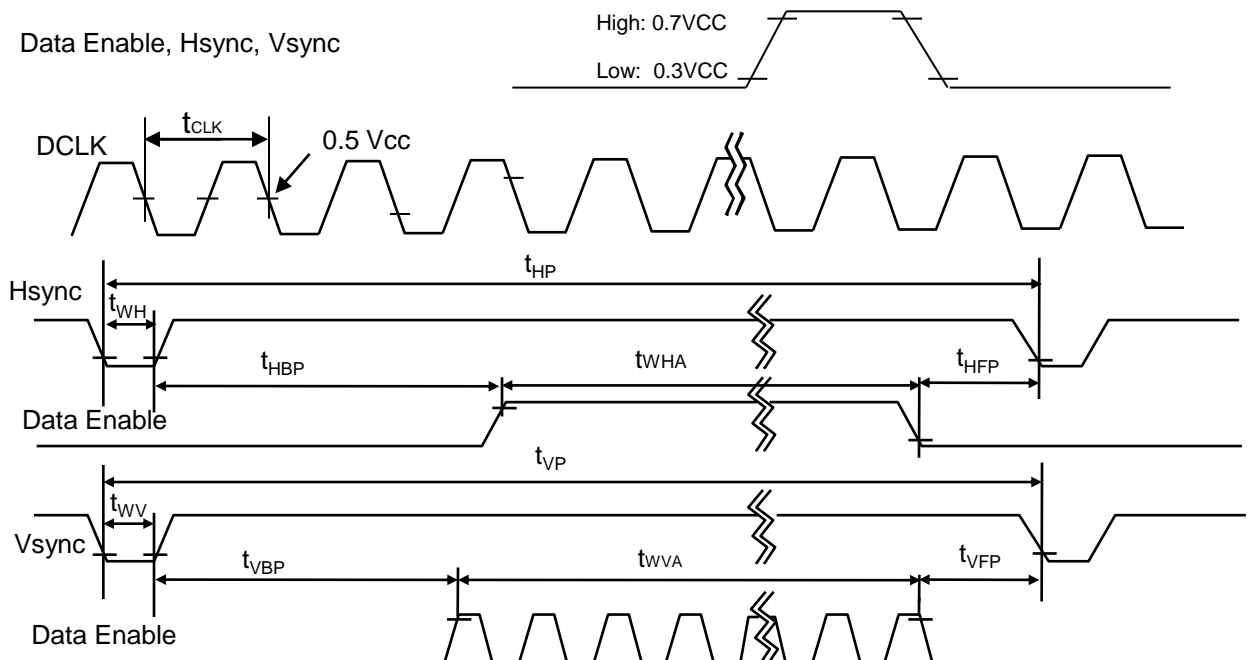 High: 0.7VCC
Data Enable, Hsync, Vsync
Low: 0.3VCC
tCLK
0.5 Vcc
DCLK
tHP
Hsync
tWH
tHBP
tWHA
tHFP
Data Enable
tVP
tWV
Vsync
tVBP
tWVA
tVFP
Data Enable